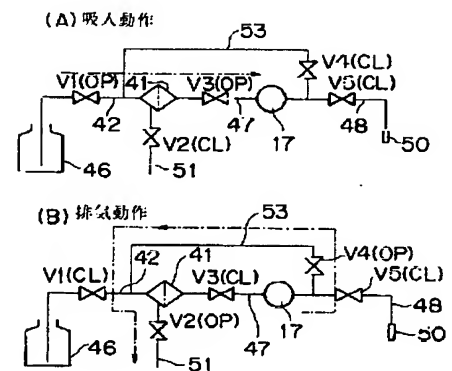 (A) 吸入動作
53
V4(CL)
V1(OP) 41 V3(OP) V5(CL)
42 47 48
17
V2(CL)
46 51 50
(B) 排気動作
53
42 41 V4(OP)
V1(CL) V3(CL) V5(CL)
V2(OP) 47 17 48
46 51 50